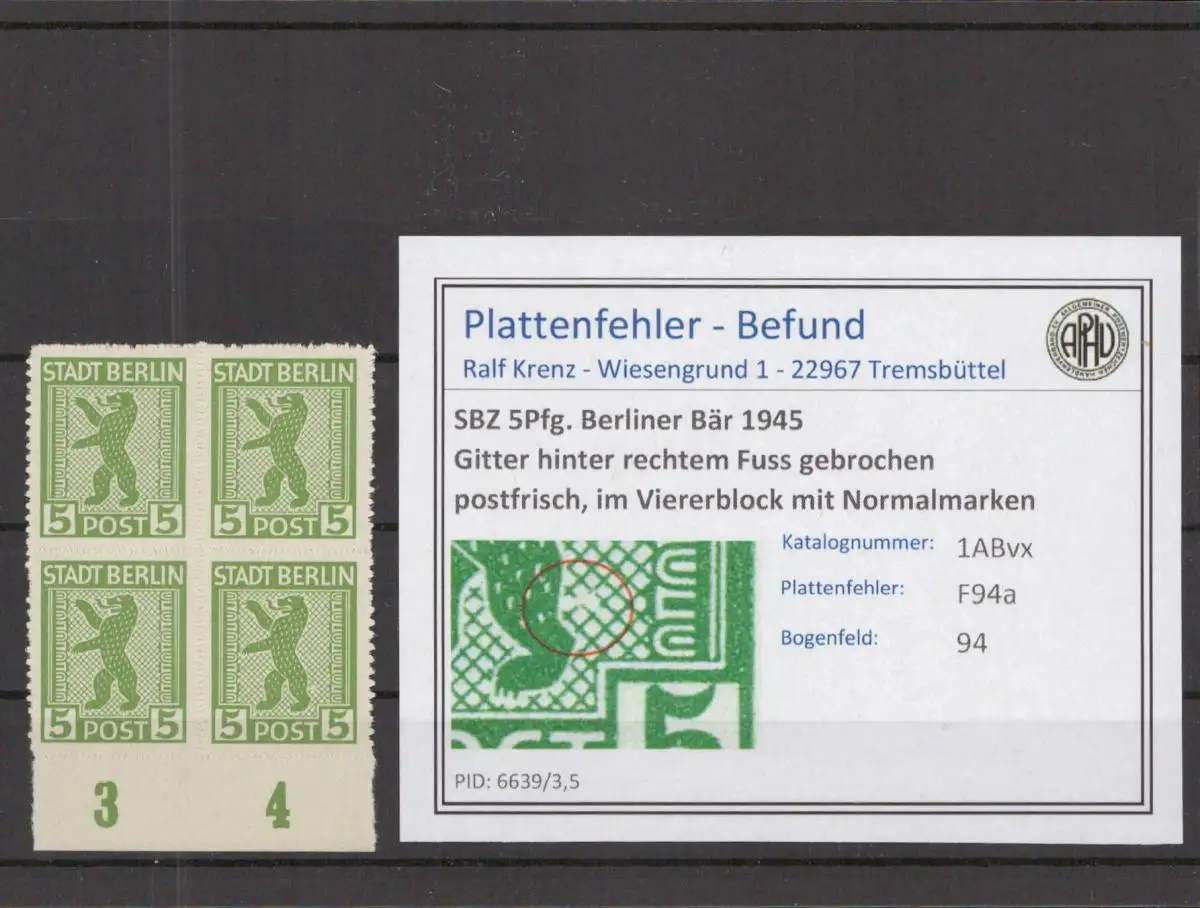 STADT BERLIN STADT BERLIN
5 POST 5 5 POST 5
STADT BERLIN STADT BERLIN
5 POST 5 5 POST 5
3 4
Plattenfehler - Befund
Ralf Krenz - Wiesengrund 1 - 22967 Tremsbüttel
APHV
SBZ 5Pfg. Berliner Bär 1945
Gitter hinter rechtem Fuss gebrochen
postfrisch, im Viererblock mit Normalmarken
Katalognummer: 1ABvx
Plattenfehler: F94a
Bogenfeld: 94
5
PID: 6639/3,5